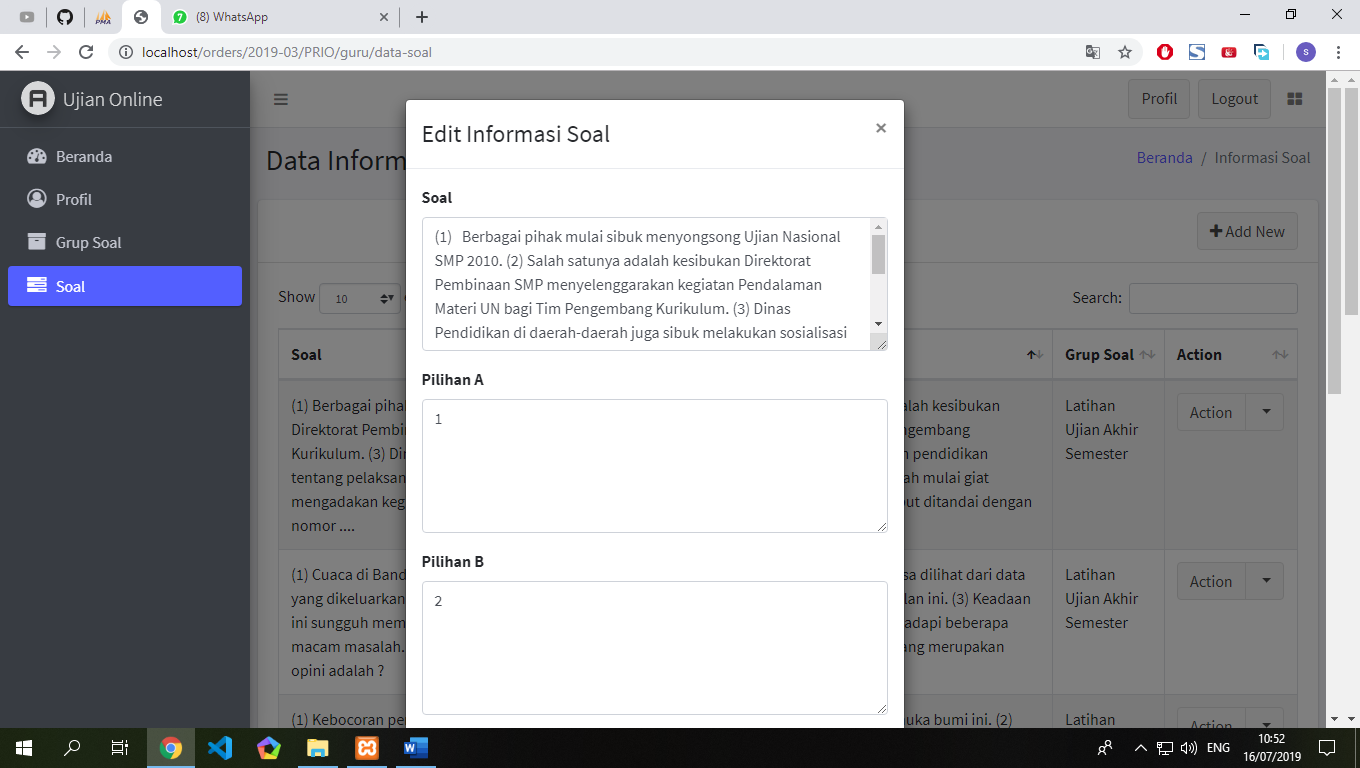 (8) WhatsApp
localhost/orders/2019-03/PRIO/guru/data-soal
Ujian Online
Profil
Logout
Beranda
Profil
Grup Soal
Soal
Data Inform
Beranda / Informasi Soal
Add New
Show 10
Search:
Soal
Grup Soal
Action
(1) Berbagai piha
alah kesibukan
Direktorat Pembi
Kurikulum. (3) Di
n pendidikan
tentang pelaksan
ah mulai giat
mengadakan keg
ut ditandai dengan
nomor ....
Latihan
Ujian Akhir
Semester
Action
(1) Cuaca di Band
sa dilihat dari data
yang dikeluarkan
lan ini. (3) Keadaan
ini sungguh mem
adapi beberapa
macam masalah.
ang merupakan
opini adalah ?
Latihan
Ujian Akhir
Semester
Action
(1) Kebocoran pe
uka bumi ini. (2)
Latihan
Action
Edit Informasi Soal
×
Soal
(1) Berbagai pihak mulai sibuk menyongsong Ujian Nasional
SMP 2010. (2) Salah satunya adalah kesibukan Direktorat
Pembinaan SMP menyelenggarakan kegiatan Pendalaman
Materi UN bagi Tim Pengembang Kurikulum. (3) Dinas
Pendidikan di daerah-daerah juga sibuk melakukan sosialisasi
Pilihan A
1
Pilihan B
2
ENG
10:52
16/07/2019